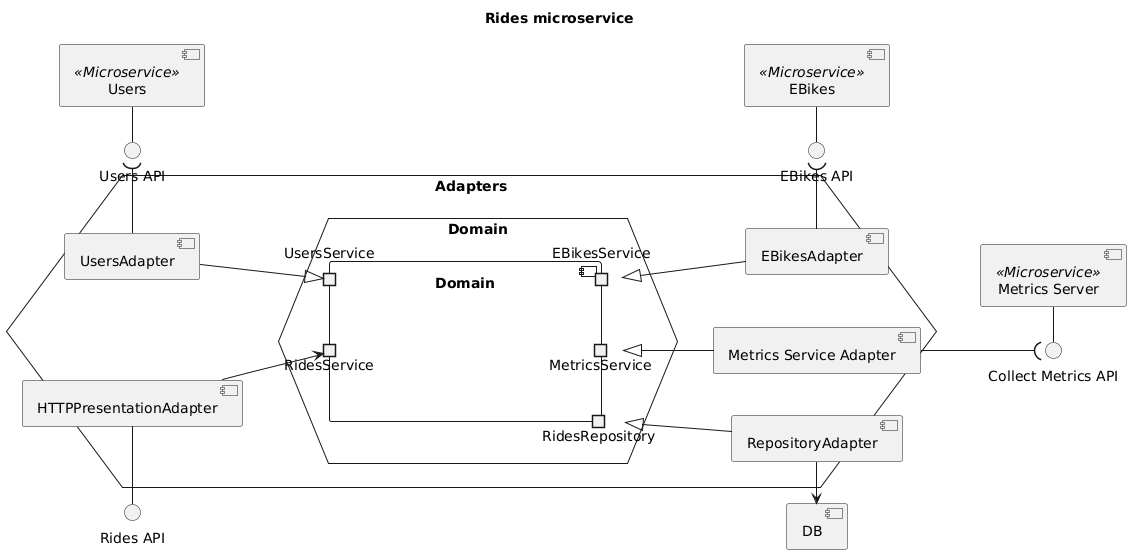 Rides microservice
«Microservice»
Users
«Microservice»
EBikes
Users API
EBikes API
Adapters
Domain
UsersService
EBikesService
UsersAdapter
EBikesAdapter
Domain
«Microservice»
Metrics Server
RidesService
MetricsService
Metrics Service Adapter
Collect Metrics API
HTTPPresentationAdapter
RidesRepository
RepositoryAdapter
Rides API
DB